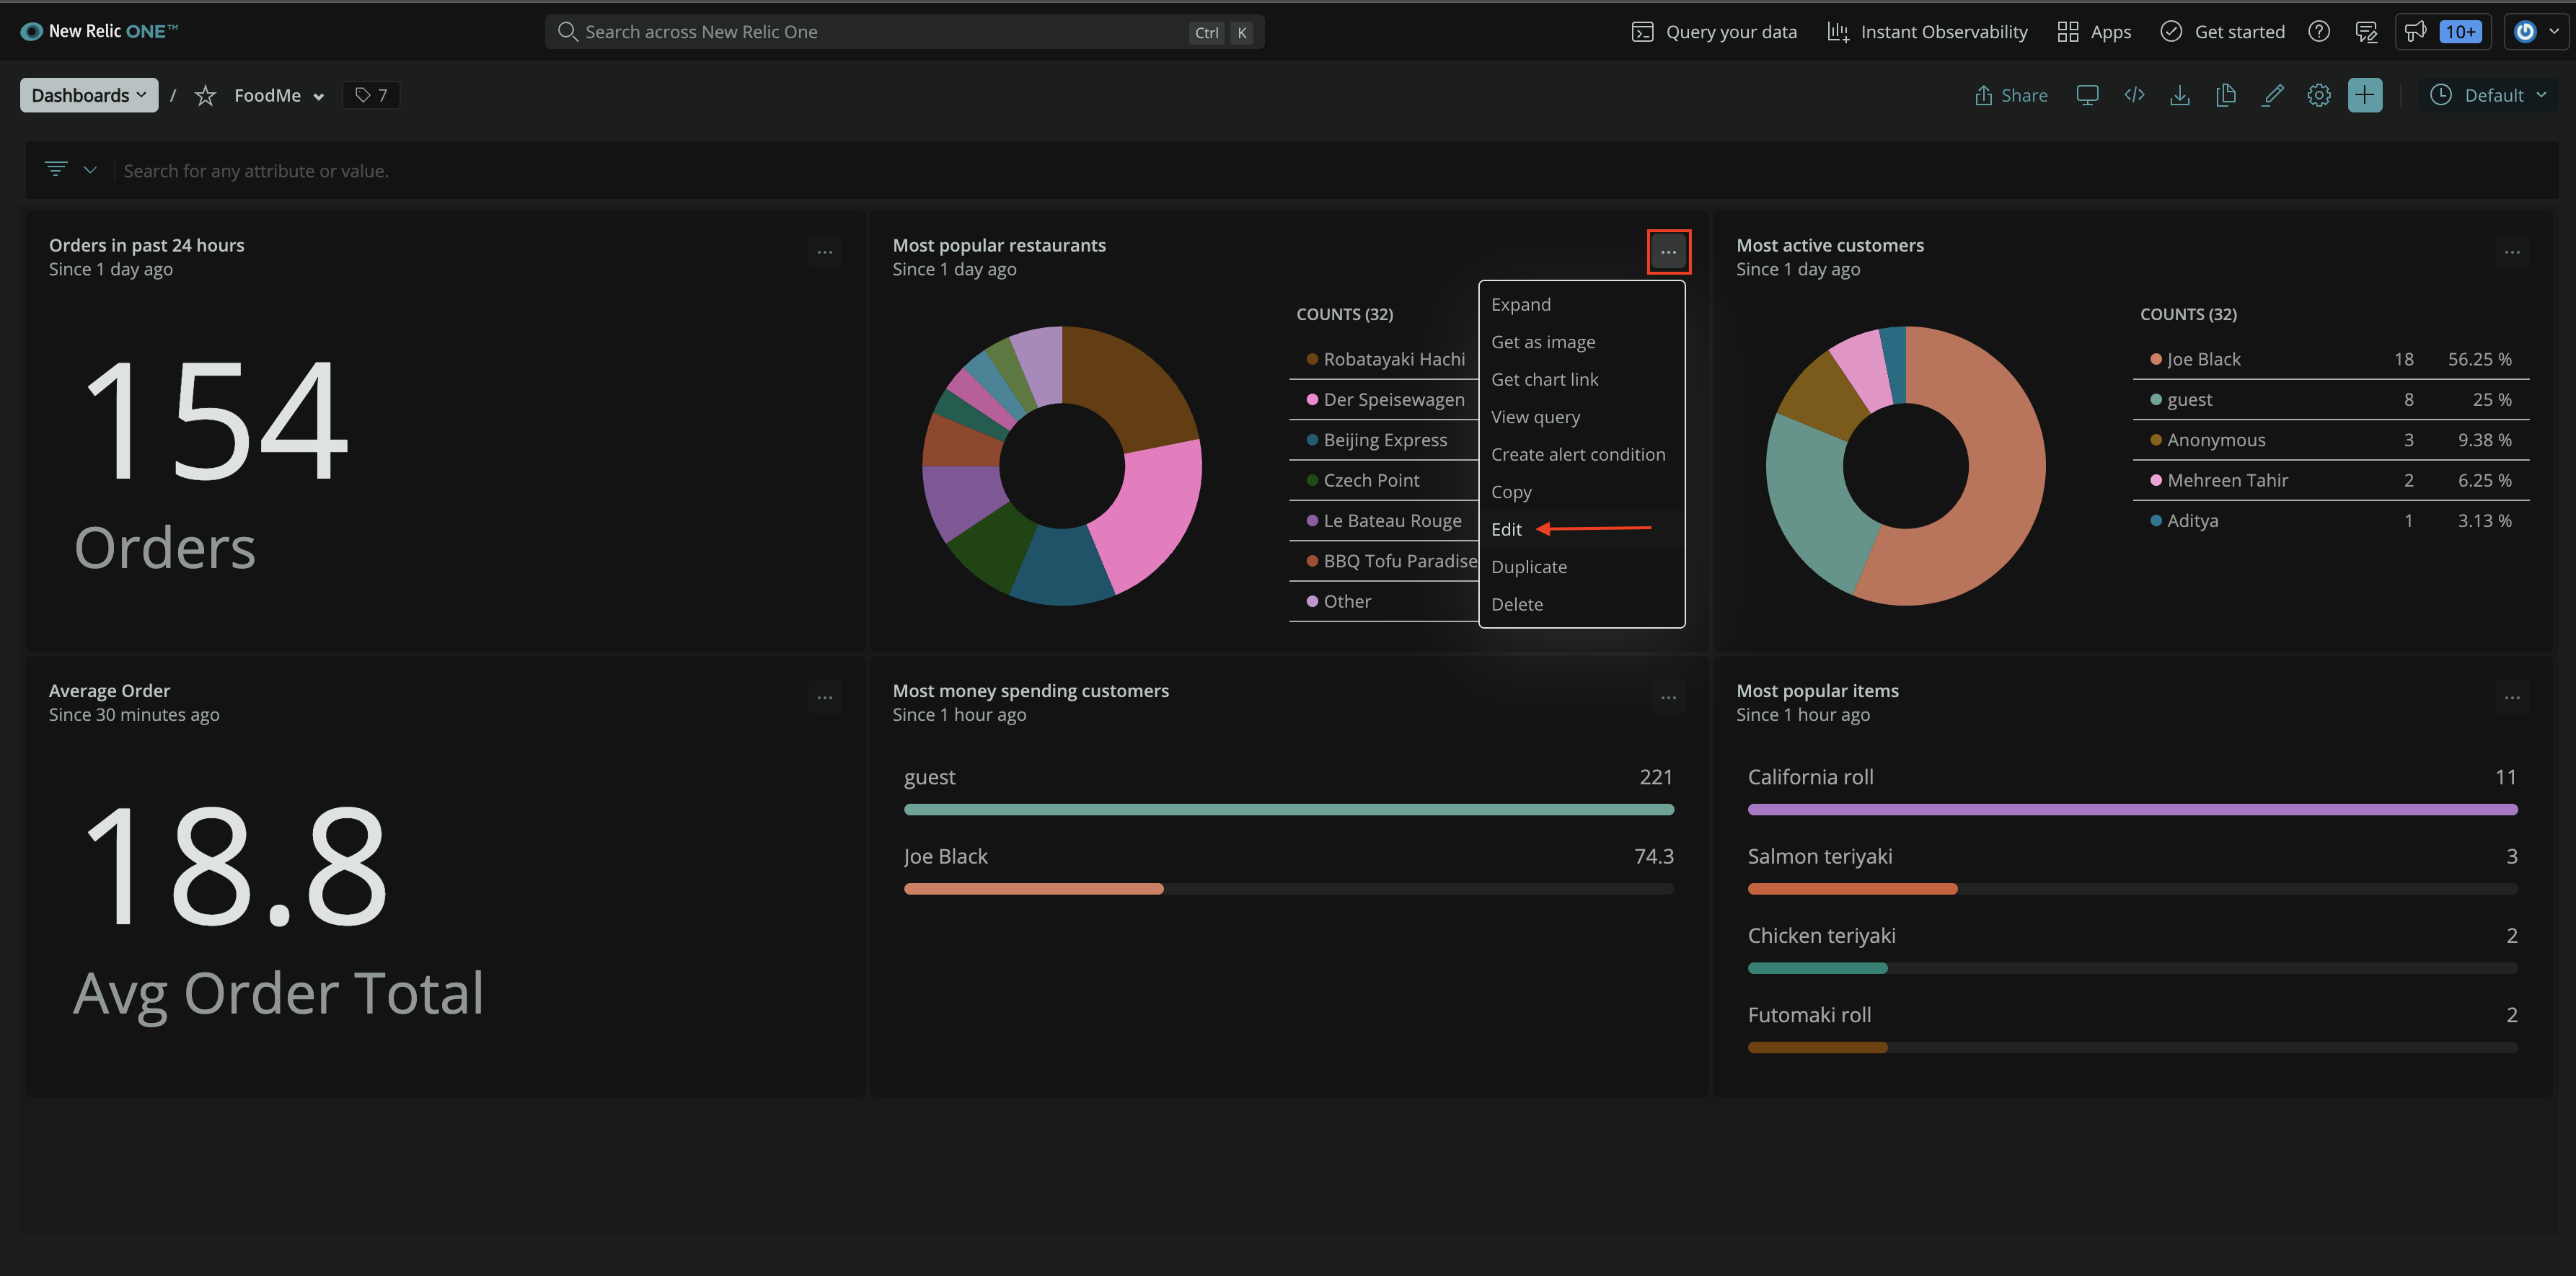 New Relic ONE™
Search across New Relic One
Ctrl K
Query your data
Instant Observability
Apps
Get started
10+
Dashboards / FoodMe 7
Share
Default
Search for any attribute or value.
Orders in past 24 hours
Since 1 day ago
154
Orders
Most popular restaurants
Since 1 day ago
...
COUNTS (32)
Robatayaki Hachi
Der Speisewagen
Beijing Express
Czech Point
Le Bateau Rouge
BBQ Tofu Paradise
Other
Expand
Get as image
Get chart link
View query
Create alert condition
Copy
Edit
Duplicate
Delete
Most active customers
Since 1 day ago
COUNTS (32)
Joe Black 18 56.25 %
guest 8 25 %
Anonymous 3 9.38 %
Mehreen Tahir 2 6.25 %
Aditya 1 3.13 %
Average Order
Since 30 minutes ago
18.8
Avg Order Total
Most money spending customers
Since 1 hour ago
guest 221
Joe Black 74.3
Most popular items
Since 1 hour ago
California roll 11
Salmon teriyaki 3
Chicken teriyaki 2
Futomaki roll 2